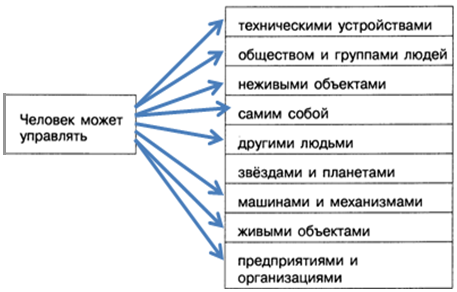 Человек может
управлять
техническими устройствами
обществом и группами людей
неживыми объектами
самим собой
другими людьми
звёздами и планетами
машинами и механизмами
живыми объектами
предприятиями и
организациями